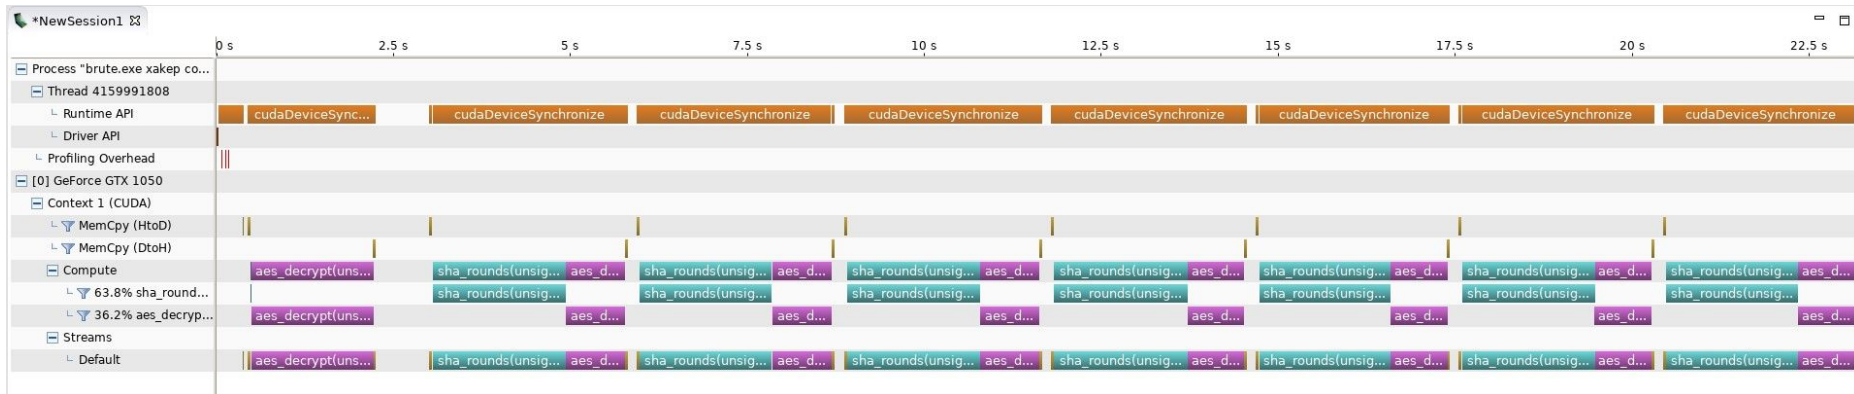 *NewSession1
0 s 2.5 s 5 s 7.5 s 10 s 12.5 s 15 s 17.5 s 20 s 22.5 s
Process "brute.exe xakep co...
Thread 4159991808
Runtime API cudaDeviceSync... cudaDeviceSynchronize cudaDeviceSynchronize cudaDeviceSynchronize cudaDeviceSynchronize cudaDeviceSynchronize cudaDeviceSynchronize cudaDeviceSynchronize
Driver API
Profiling Overhead
[0] GeForce GTX 1050
Context 1 (CUDA)
MemCpy (HtoD)
MemCpy (DtoH)
Compute aes_decrypt(uns... sha_rounds(unsig... aes_d... sha_rounds(unsig... aes_d... sha_rounds(unsig... aes_d... sha_rounds(unsig... aes_d... sha_rounds(unsig... aes_d... sha_rounds(unsig... aes_d... sha_rounds(unsig... aes_d...
63.8% sha_round... sha_rounds(unsig... sha_rounds(unsig... sha_rounds(unsig... sha_rounds(unsig... sha_rounds(unsig... sha_rounds(unsig... sha_rounds(unsig...
36.2% aes_decryp... aes_decrypt(uns... aes_d... aes_d... aes_d... aes_d... aes_d... aes_d... aes_d...
Streams
Default aes_decrypt(uns... sha_rounds(unsig... aes_d... sha_rounds(unsig... aes_d... sha_rounds(unsig... aes_d... sha_rounds(unsig... aes_d... sha_rounds(unsig... aes_d... sha_rounds(unsig... aes_d... sha_rounds(unsig... aes_d...